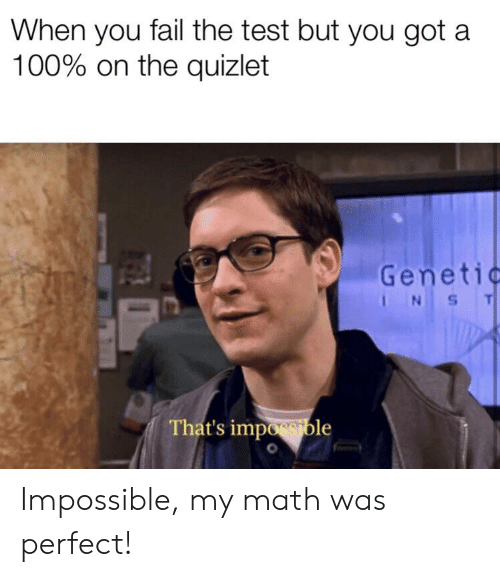 When you fail the test but you got a
100% on the quizlet
Genetic
I N S T
That's impossible
Impossible, my math was
perfect!